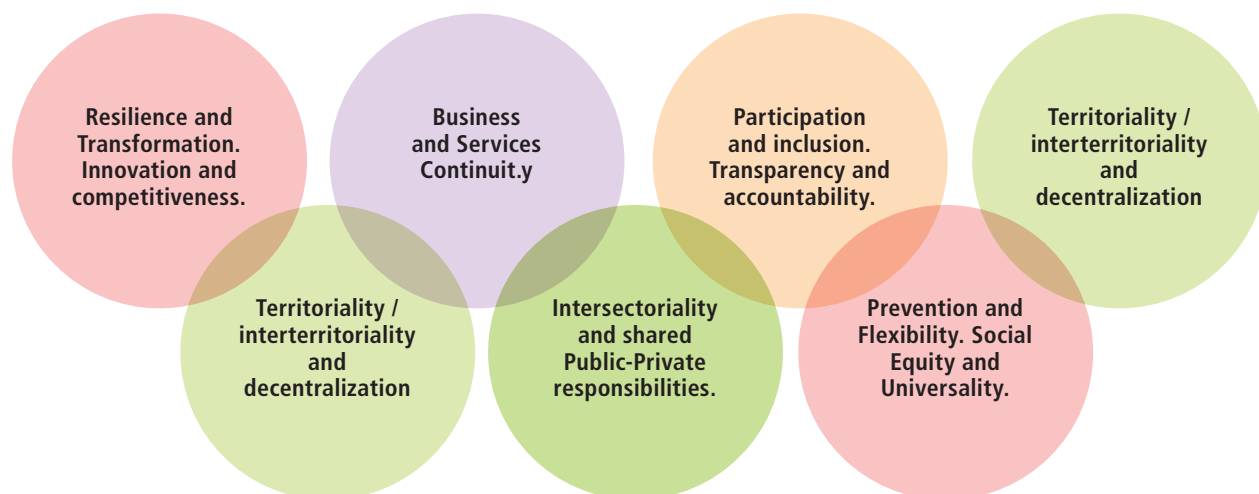 Resilience and
Transformation.
Innovation and
competitiveness.
Business
and Services
Continuit.y
Participation
and inclusion.
Transparency and
accountability.
Territoriality /
interterritoriality
and
decentralization
Territoriality /
interterritoriality
and
decentralization
Intersectoriality
and shared
Public-Private
responsibilities.
Prevention and
Flexibility. Social
Equity and
Universality.